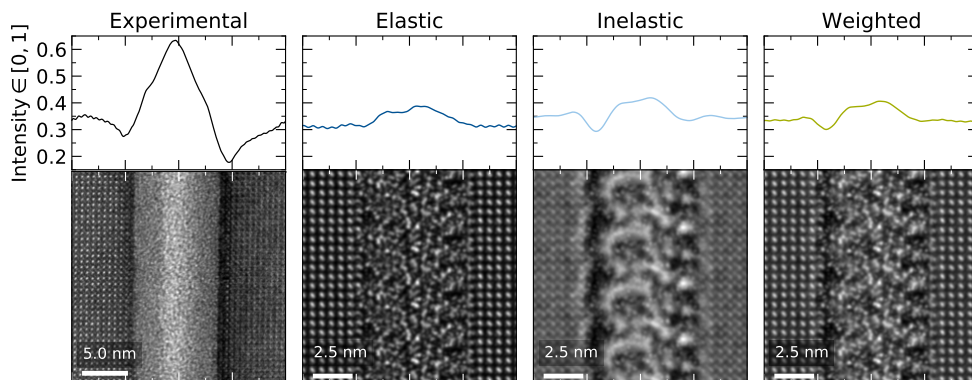 Experimental
Elastic
Inelastic
Weighted
Intensity ∈ [0, 1]
0.6
0.5
0.4
0.3
0.2
5.0 nm
2.5 nm
2.5 nm
2.5 nm